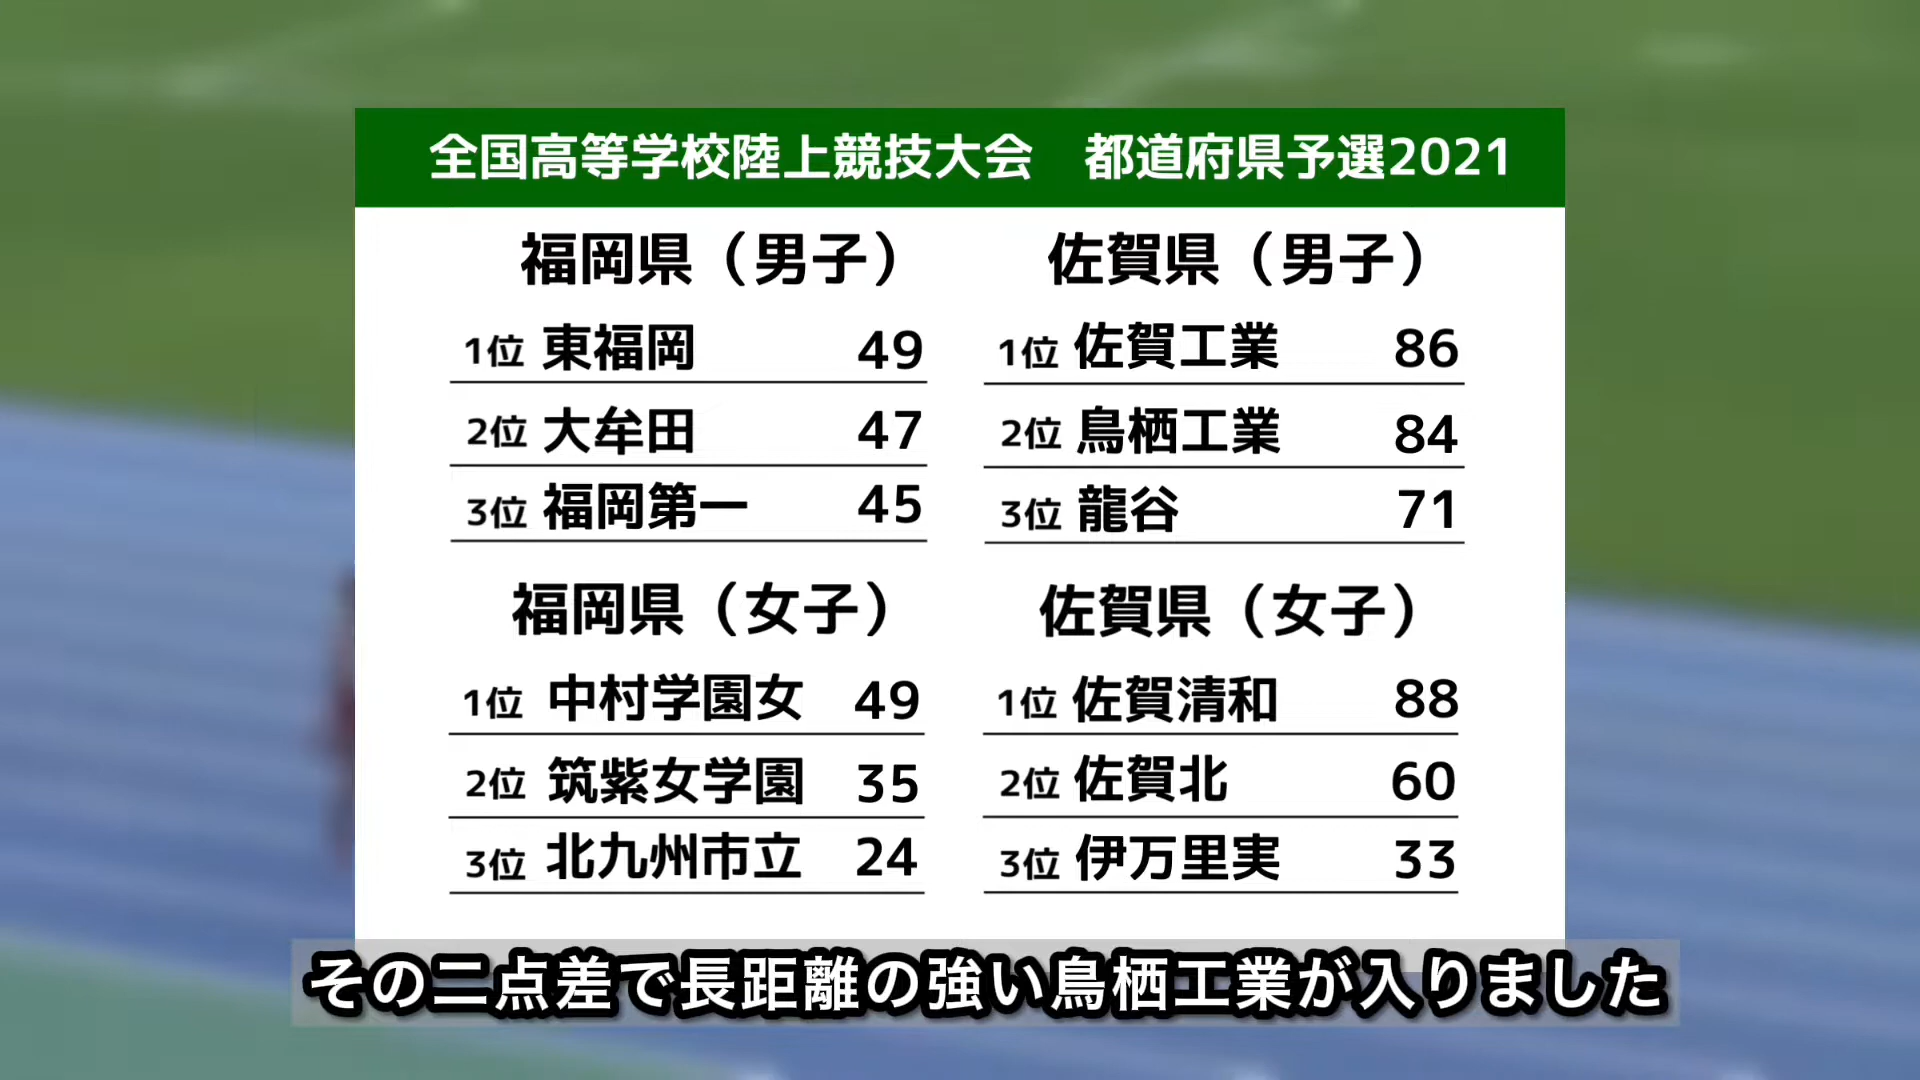 全国高等学校陸上競技大会　都道府県予選2021
福岡県（男子）
1位 東福岡 49
2位 大牟田 47
3位 福岡第一 45
佐賀県（男子）
1位 佐賀工業 86
2位 鳥栖工業 84
3位 龍谷 71
福岡県（女子）
1位 中村学園女 49
2位 筑紫女学園 35
3位 北九州市立 24
佐賀県（女子）
1位 佐賀清和 88
2位 佐賀北 60
3位 伊万里実 33
その二点差で長距離の強い鳥栖工業が入りました